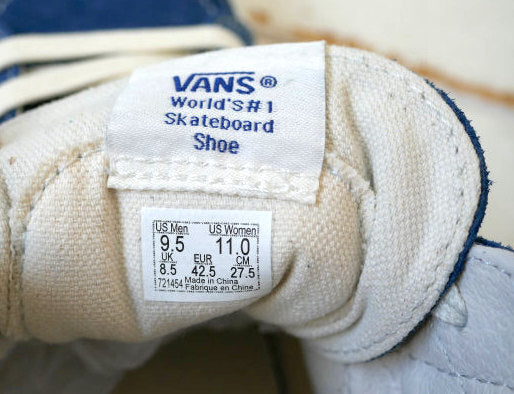 VANS®
World'S#1
Skateboard
Shoe
US Men US Women
9.5 11.0
UK EUR CM
8.5 42.5 27.5
721454 Made in China
Fabrique en Chine